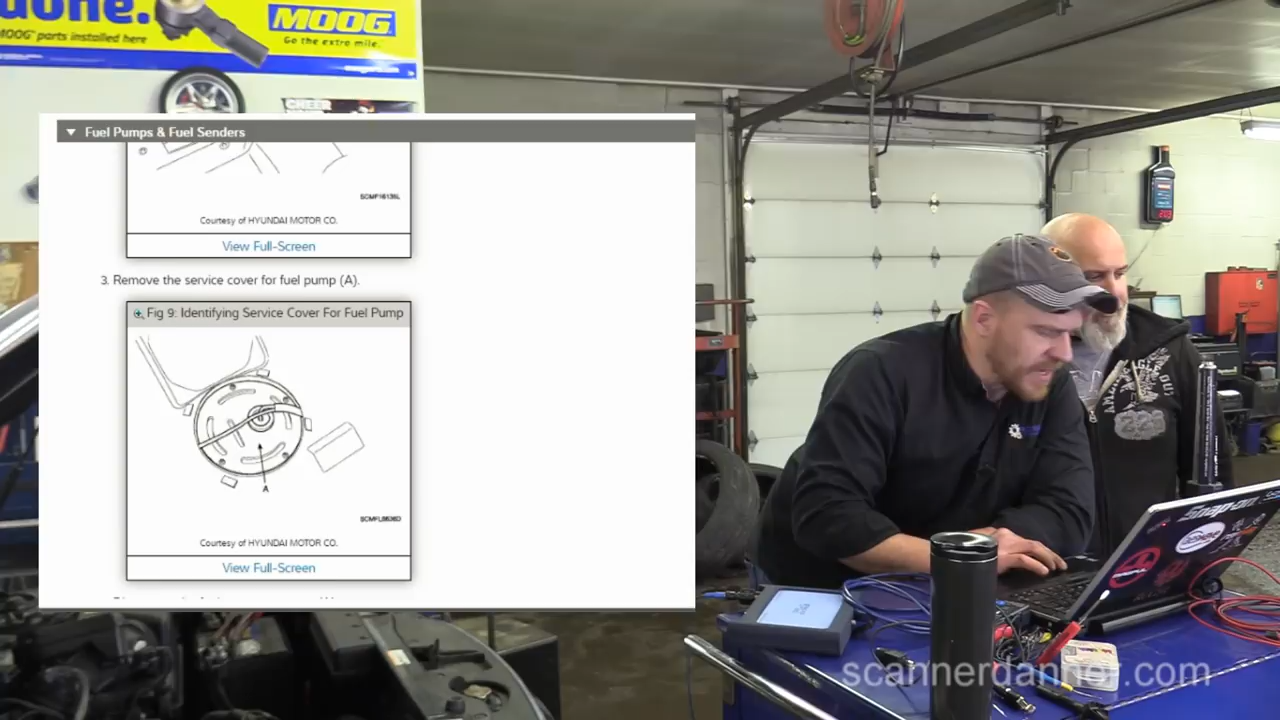 done.
MOOG
MOOG parts installed here
Go the extra mile.
Fuel Pumps & Fuel Senders
Courtesy of HYUNDAI MOTOR CO.
View Full-Screen
3. Remove the service cover for fuel pump (A).
Fig 9: Identifying Service Cover For Fuel Pump
A
Courtesy of HYUNDAI MOTOR CO.
View Full-Screen
Snap-on
scannerdanner.com